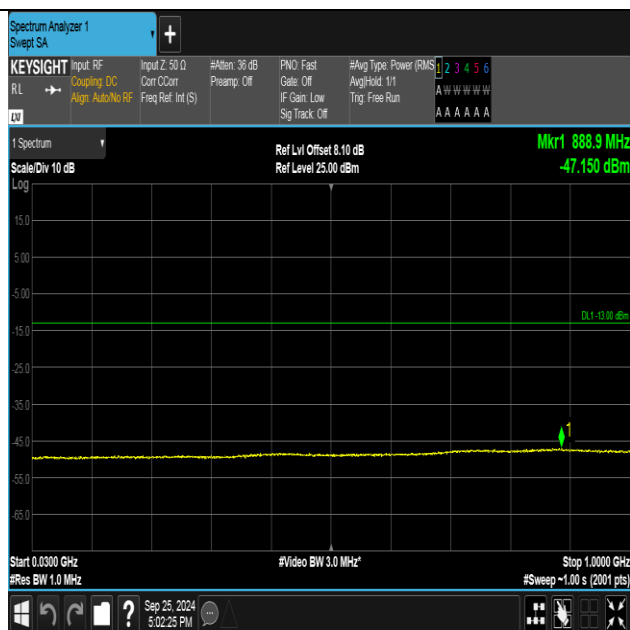 Spectrum Analyzer 1
Swept SA
+
KEYSIGHT
RL
LXI
Input: RF
Coupling: DC
Align: Auto/No RF
Input Z: 50 Ω
Corr CCorr
Freq Ref: Int (S)
#Atten: 36 dB
Preamp: Off
PNO: Fast
Gate: Off
IF Gain: Low
Sig Track: Off
#Avg Type: Power (RMS
Avg|Hold: 1/1
Trig: Free Run
1 2 3 4 5 6
A W W W W W
A A A A A A
1 Spectrum
Scale/Div 10 dB
Log
Ref Lvl Offset 8.10 dB
Ref Level 25.00 dBm
Mkr1 888.9 MHz
-47.150 dBm
15.0
5.00
-5.00
DL1 -13.00 dBm
-15.0
-25.0
-35.0
1
-45.0
-55.0
-65.0
Start 0.0300 GHz
#Video BW 3.0 MHz*
Stop 1.0000 GHz
#Res BW 1.0 MHz
#Sweep ~1.00 s (2001 pts)
?
Sep 25, 2024
5:02:25 PM